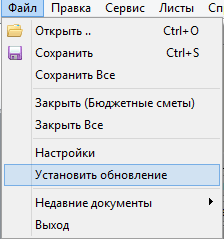 Файл Правка Сервис Листы Сп
Открыть .. Ctrl+O
Сохранить Ctrl+S
Сохранить Все
Закрыть (Бюджетные сметы)
Закрыть Все
Настройки
Установить обновление
Недавние документы
Выход